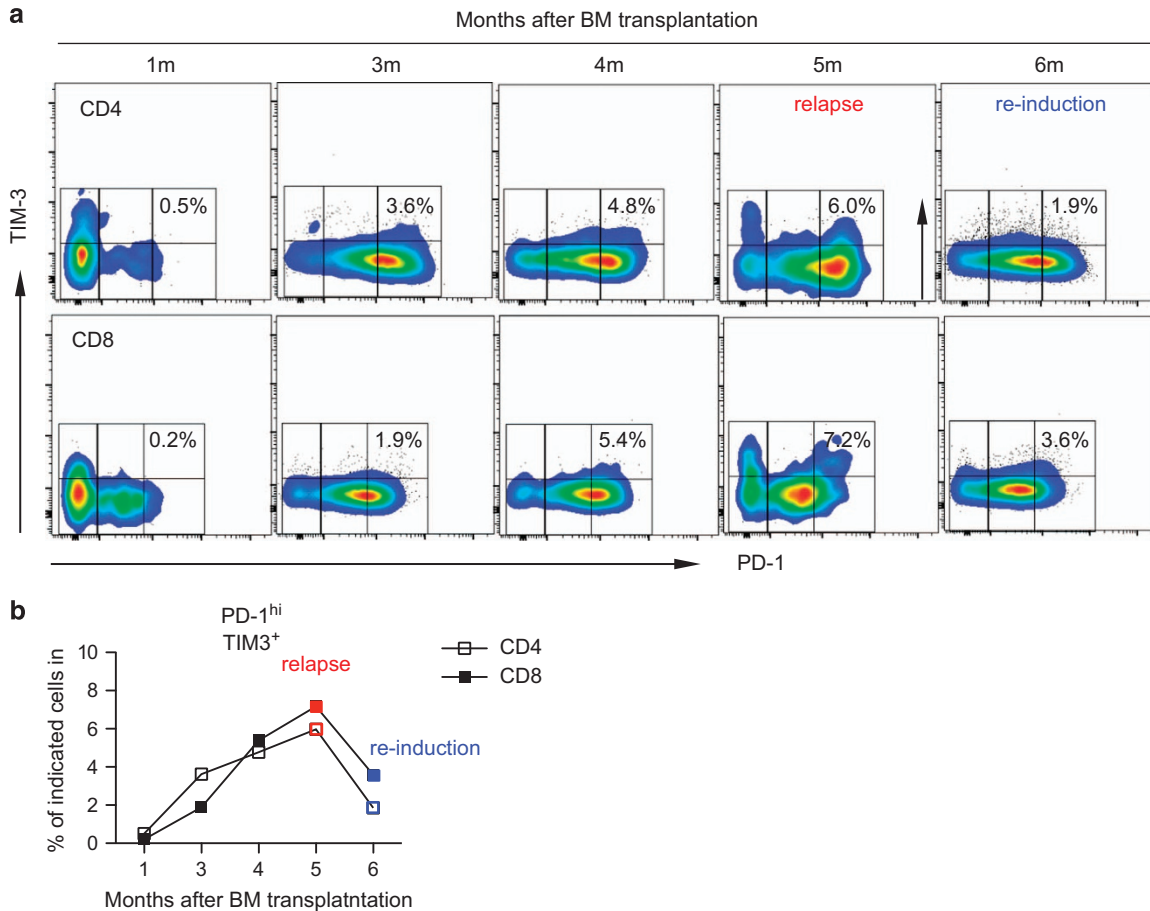 a
Months after BM transplantation
1m 3m 4m 5m 6m
CD4 relapse re-induction
0.5% 3.6% 4.8% 6.0% 1.9%
TIM-3
CD8
0.2% 1.9% 5.4% 7.2% 3.6%
PD-1
b
PD-1hi
TIM3+
relapse
re-induction
CD4
CD8
% of indicated cells in
10
8
6
4
2
0
1 3 4 5 6
Months after BM transplatntation